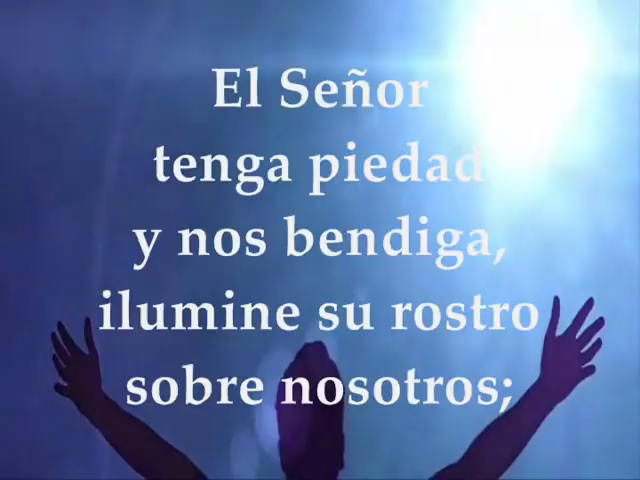 El Señor
tenga piedad
y nos bendiga,
ilumine su rostro
sobre nosotros;